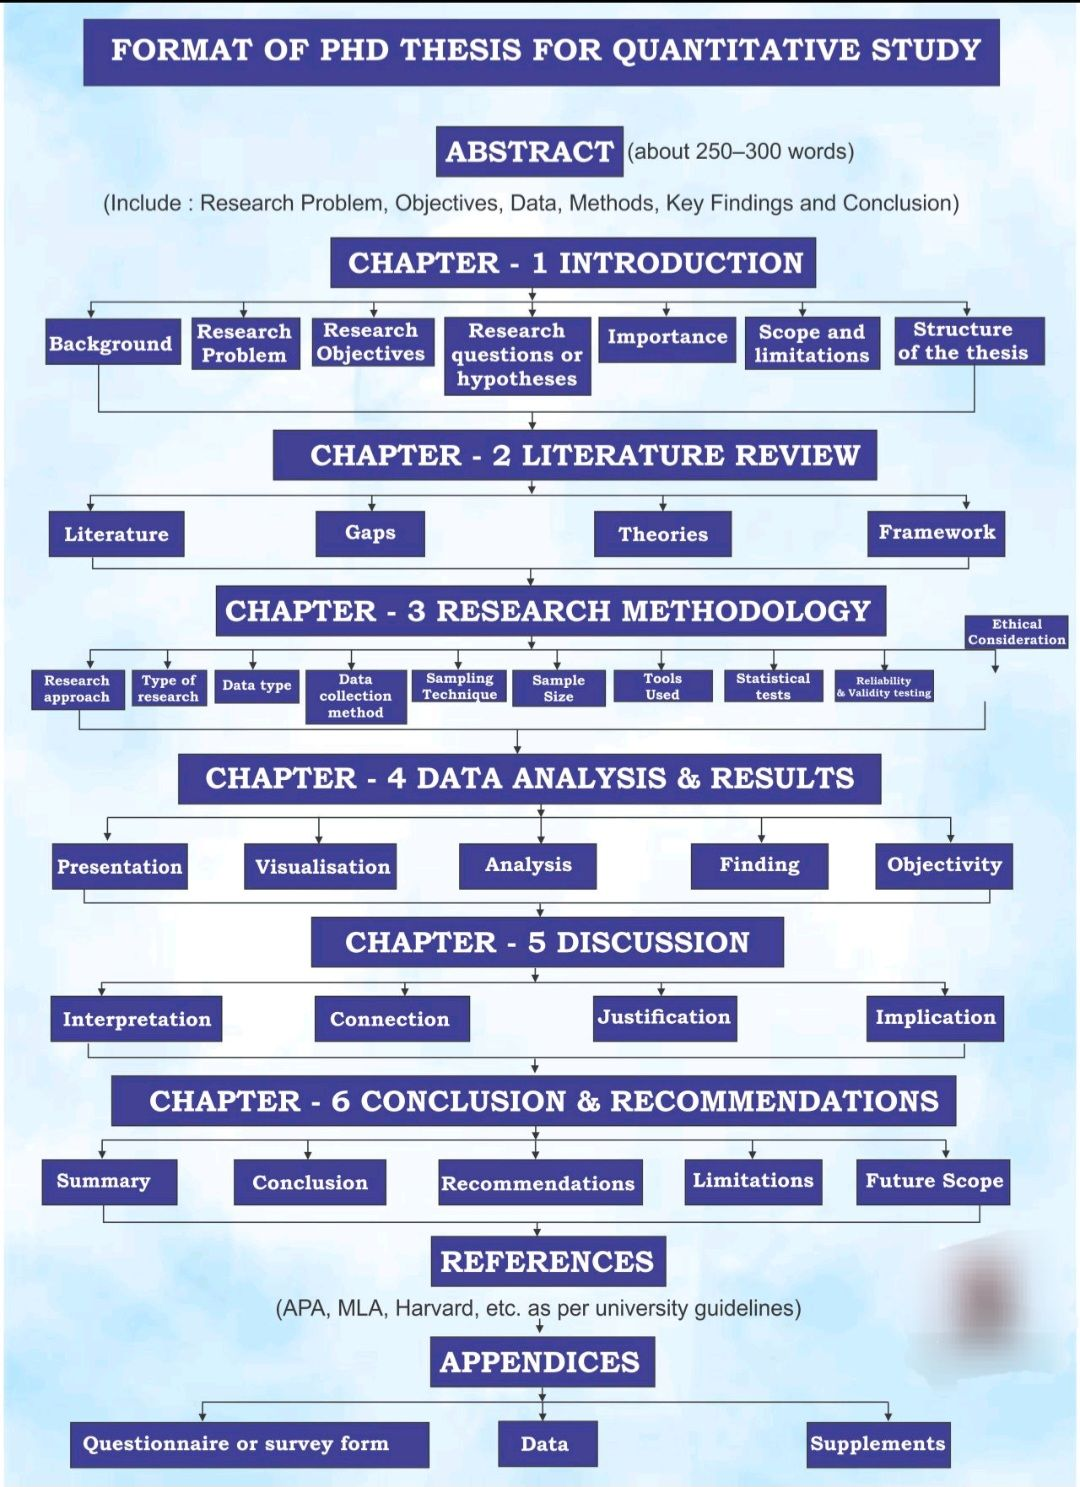 FORMAT OF PHD THESIS FOR QUANTITATIVE STUDY
ABSTRACT (about 250–300 words)
(Include : Research Problem, Objectives, Data, Methods, Key Findings and Conclusion)
CHAPTER - 1 INTRODUCTION
Background
Research
Problem
Research
Objectives
Research
questions or
hypotheses
Importance
Scope and
limitations
Structure
of the thesis
CHAPTER - 2 LITERATURE REVIEW
Literature
Gaps
Theories
Framework
CHAPTER - 3 RESEARCH METHODOLOGY
Ethical
Consideration
Research
approach
Type of
research
Data type
Data
collection
method
Sampling
Technique
Sample
Size
Tools
Used
Statistical
tests
Reliability
& Validity testing
CHAPTER - 4 DATA ANALYSIS & RESULTS
Presentation
Visualisation
Analysis
Finding
Objectivity
CHAPTER - 5 DISCUSSION
Interpretation
Connection
Justification
Implication
CHAPTER - 6 CONCLUSION & RECOMMENDATIONS
Summary
Conclusion
Recommendations
Limitations
Future Scope
REFERENCES
(APA, MLA, Harvard, etc. as per university guidelines)
APPENDICES
Questionnaire or survey form
Data
Supplements